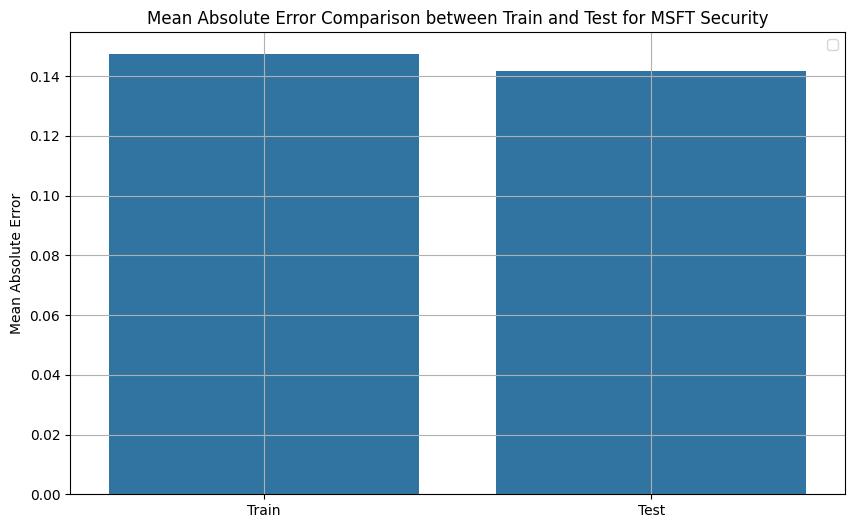 Mean Absolute Error Comparison between Train and Test for MSFT Security
0.14
0.12
0.10
0.08
0.06
0.04
0.02
0.00
Mean Absolute Error
Train
Test